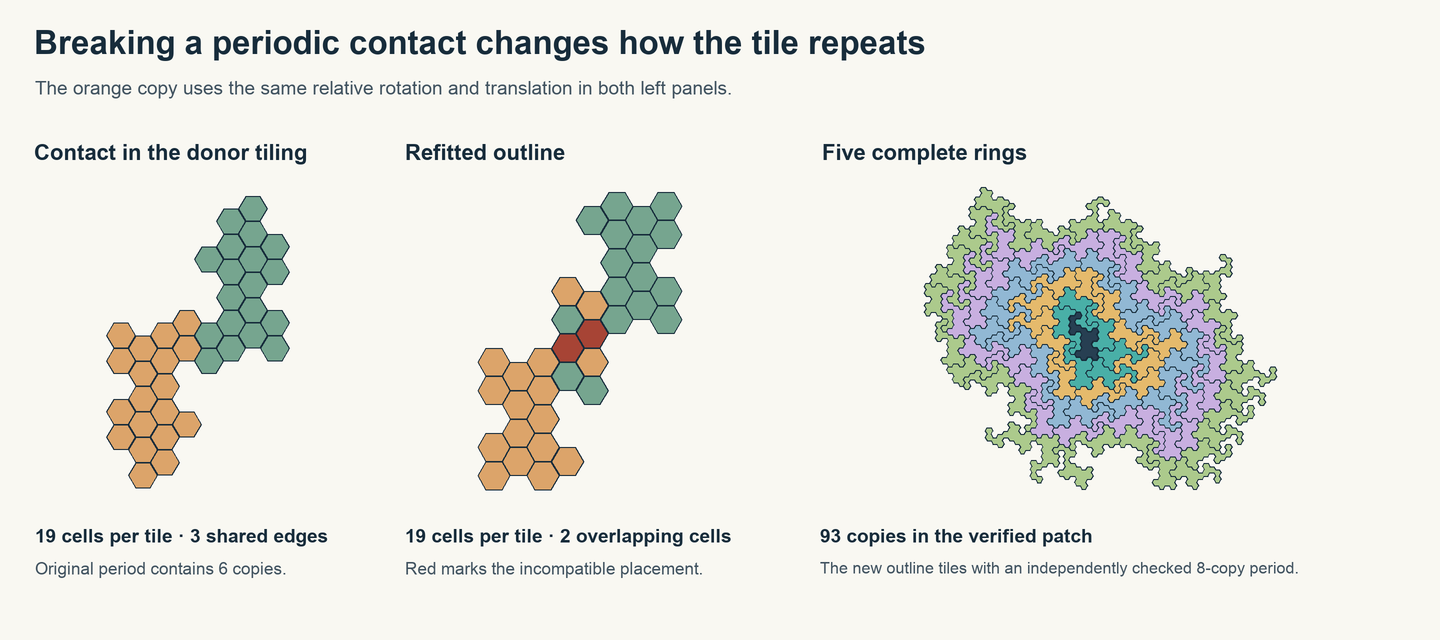 Breaking a periodic contact changes how the tile repeats
The orange copy uses the same relative rotation and translation in both left panels.
Contact in the donor tiling
Refitted outline
Five complete rings
19 cells per tile · 3 shared edges
19 cells per tile · 2 overlapping cells
93 copies in the verified patch
Original period contains 6 copies.
Red marks the incompatible placement.
The new outline tiles with an independently checked 8-copy period.